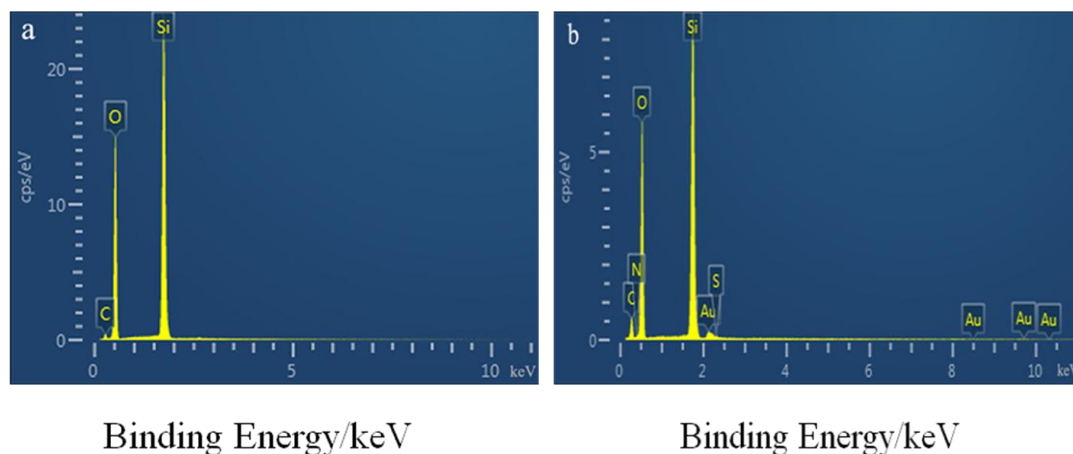 a
Si
20
O
cps/eV
10
C
0
0
5
10
keV
Binding Energy/keV
b
Si
O
cps/eV
5
N
C
S
Au
Au
Au
Au
0
0
2
4
6
8
10
keV
Binding Energy/keV